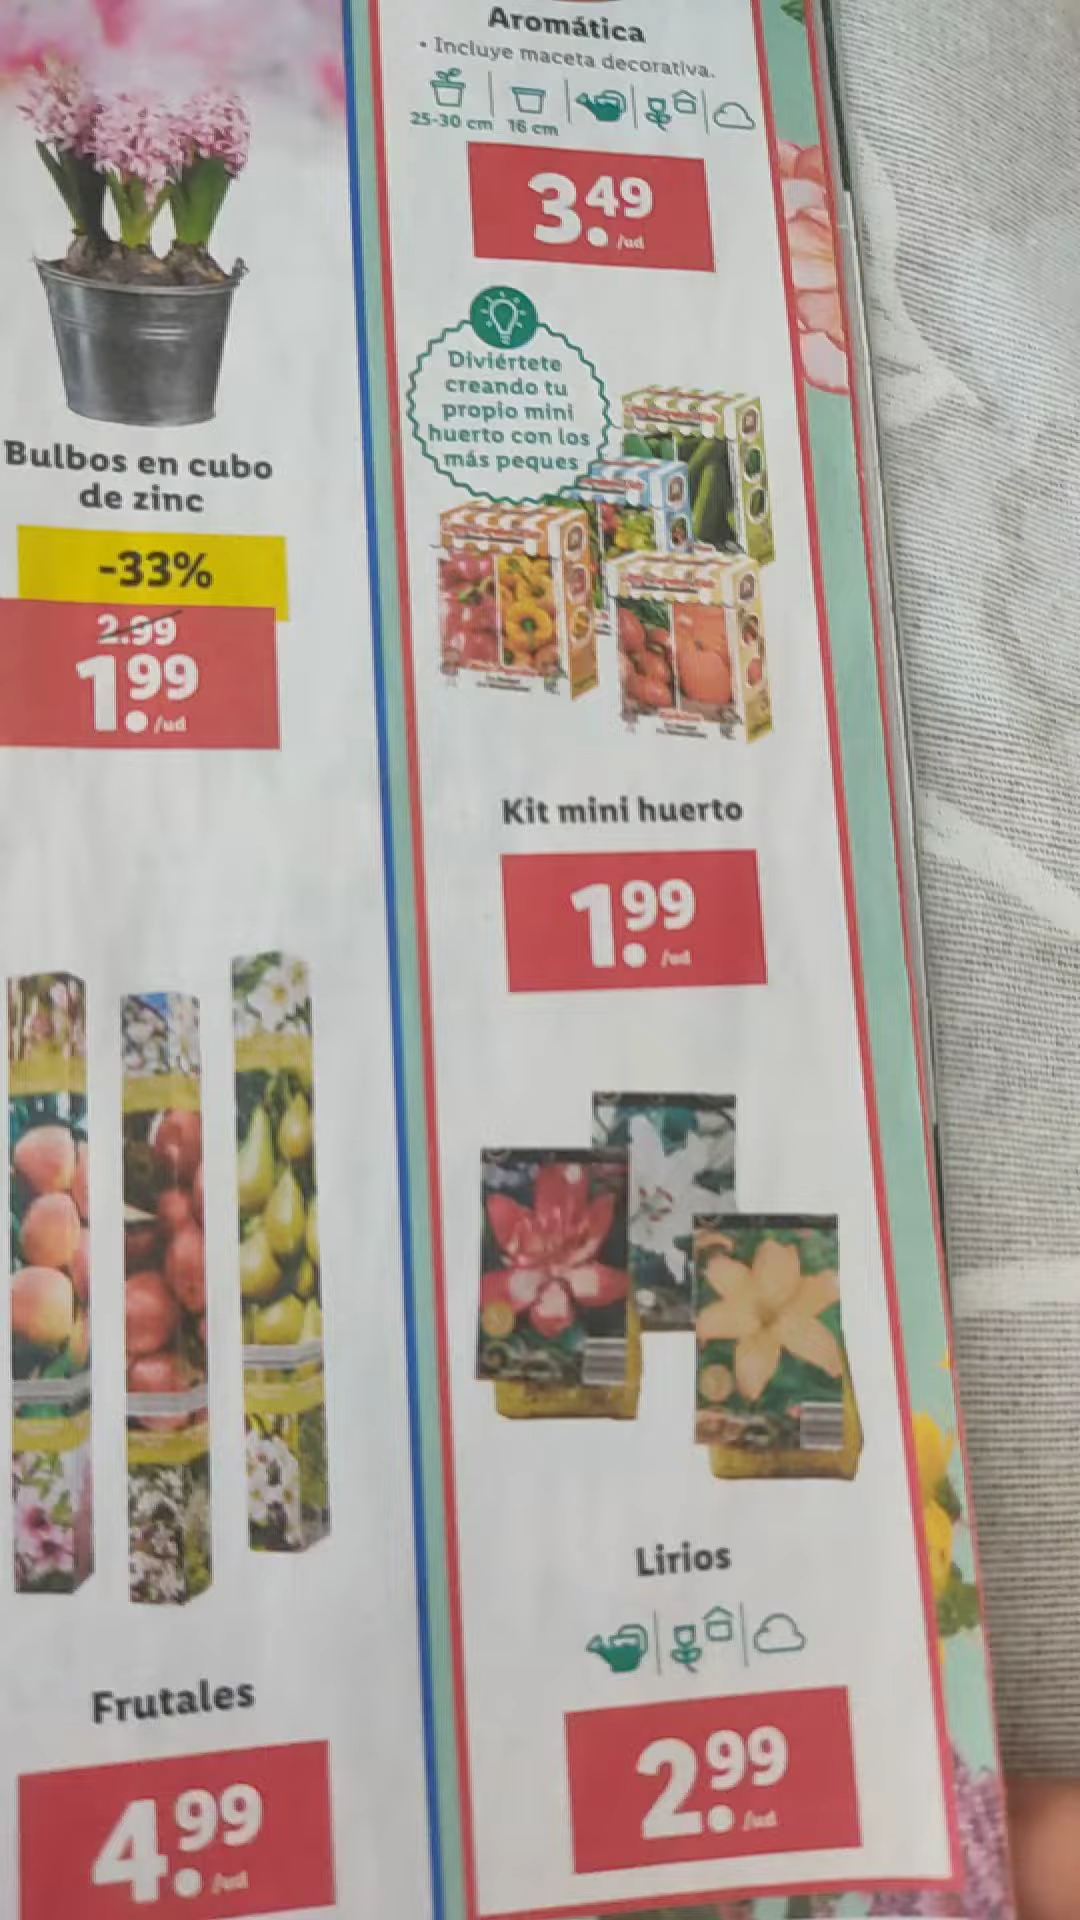 Bulbos en cubo
de zinc
-33%
2.99
1.99
/ud
Frutales
4.99
/ud
Aromática
• Incluye maceta decorativa.
25-30 cm 16 cm
3.49
/ud
Diviértete
creando tu
propio mini
huerto con los
más peques
Kit mini huerto
1.99
/ud
Lirios
2.99
/ud